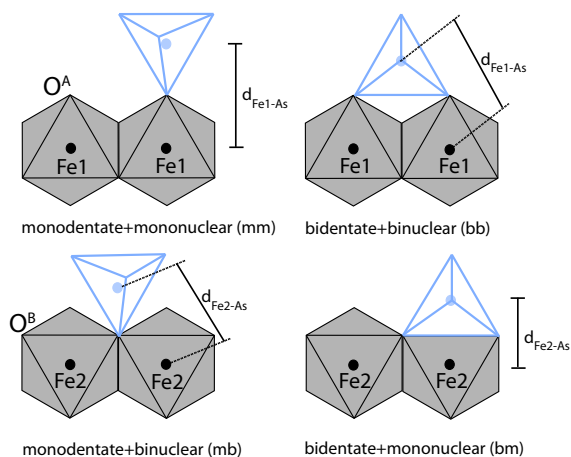 O^A
d_Fe1-As
Fe1
Fe1
monodentate+mononuclear (mm)
d_Fe1-As
Fe1
Fe1
bidentate+binuclear (bb)
O^B
d_Fe2-As
Fe2
Fe2
monodentate+binuclear (mb)
d_Fe2-As
Fe2
Fe2
bidentate+mononuclear (bm)